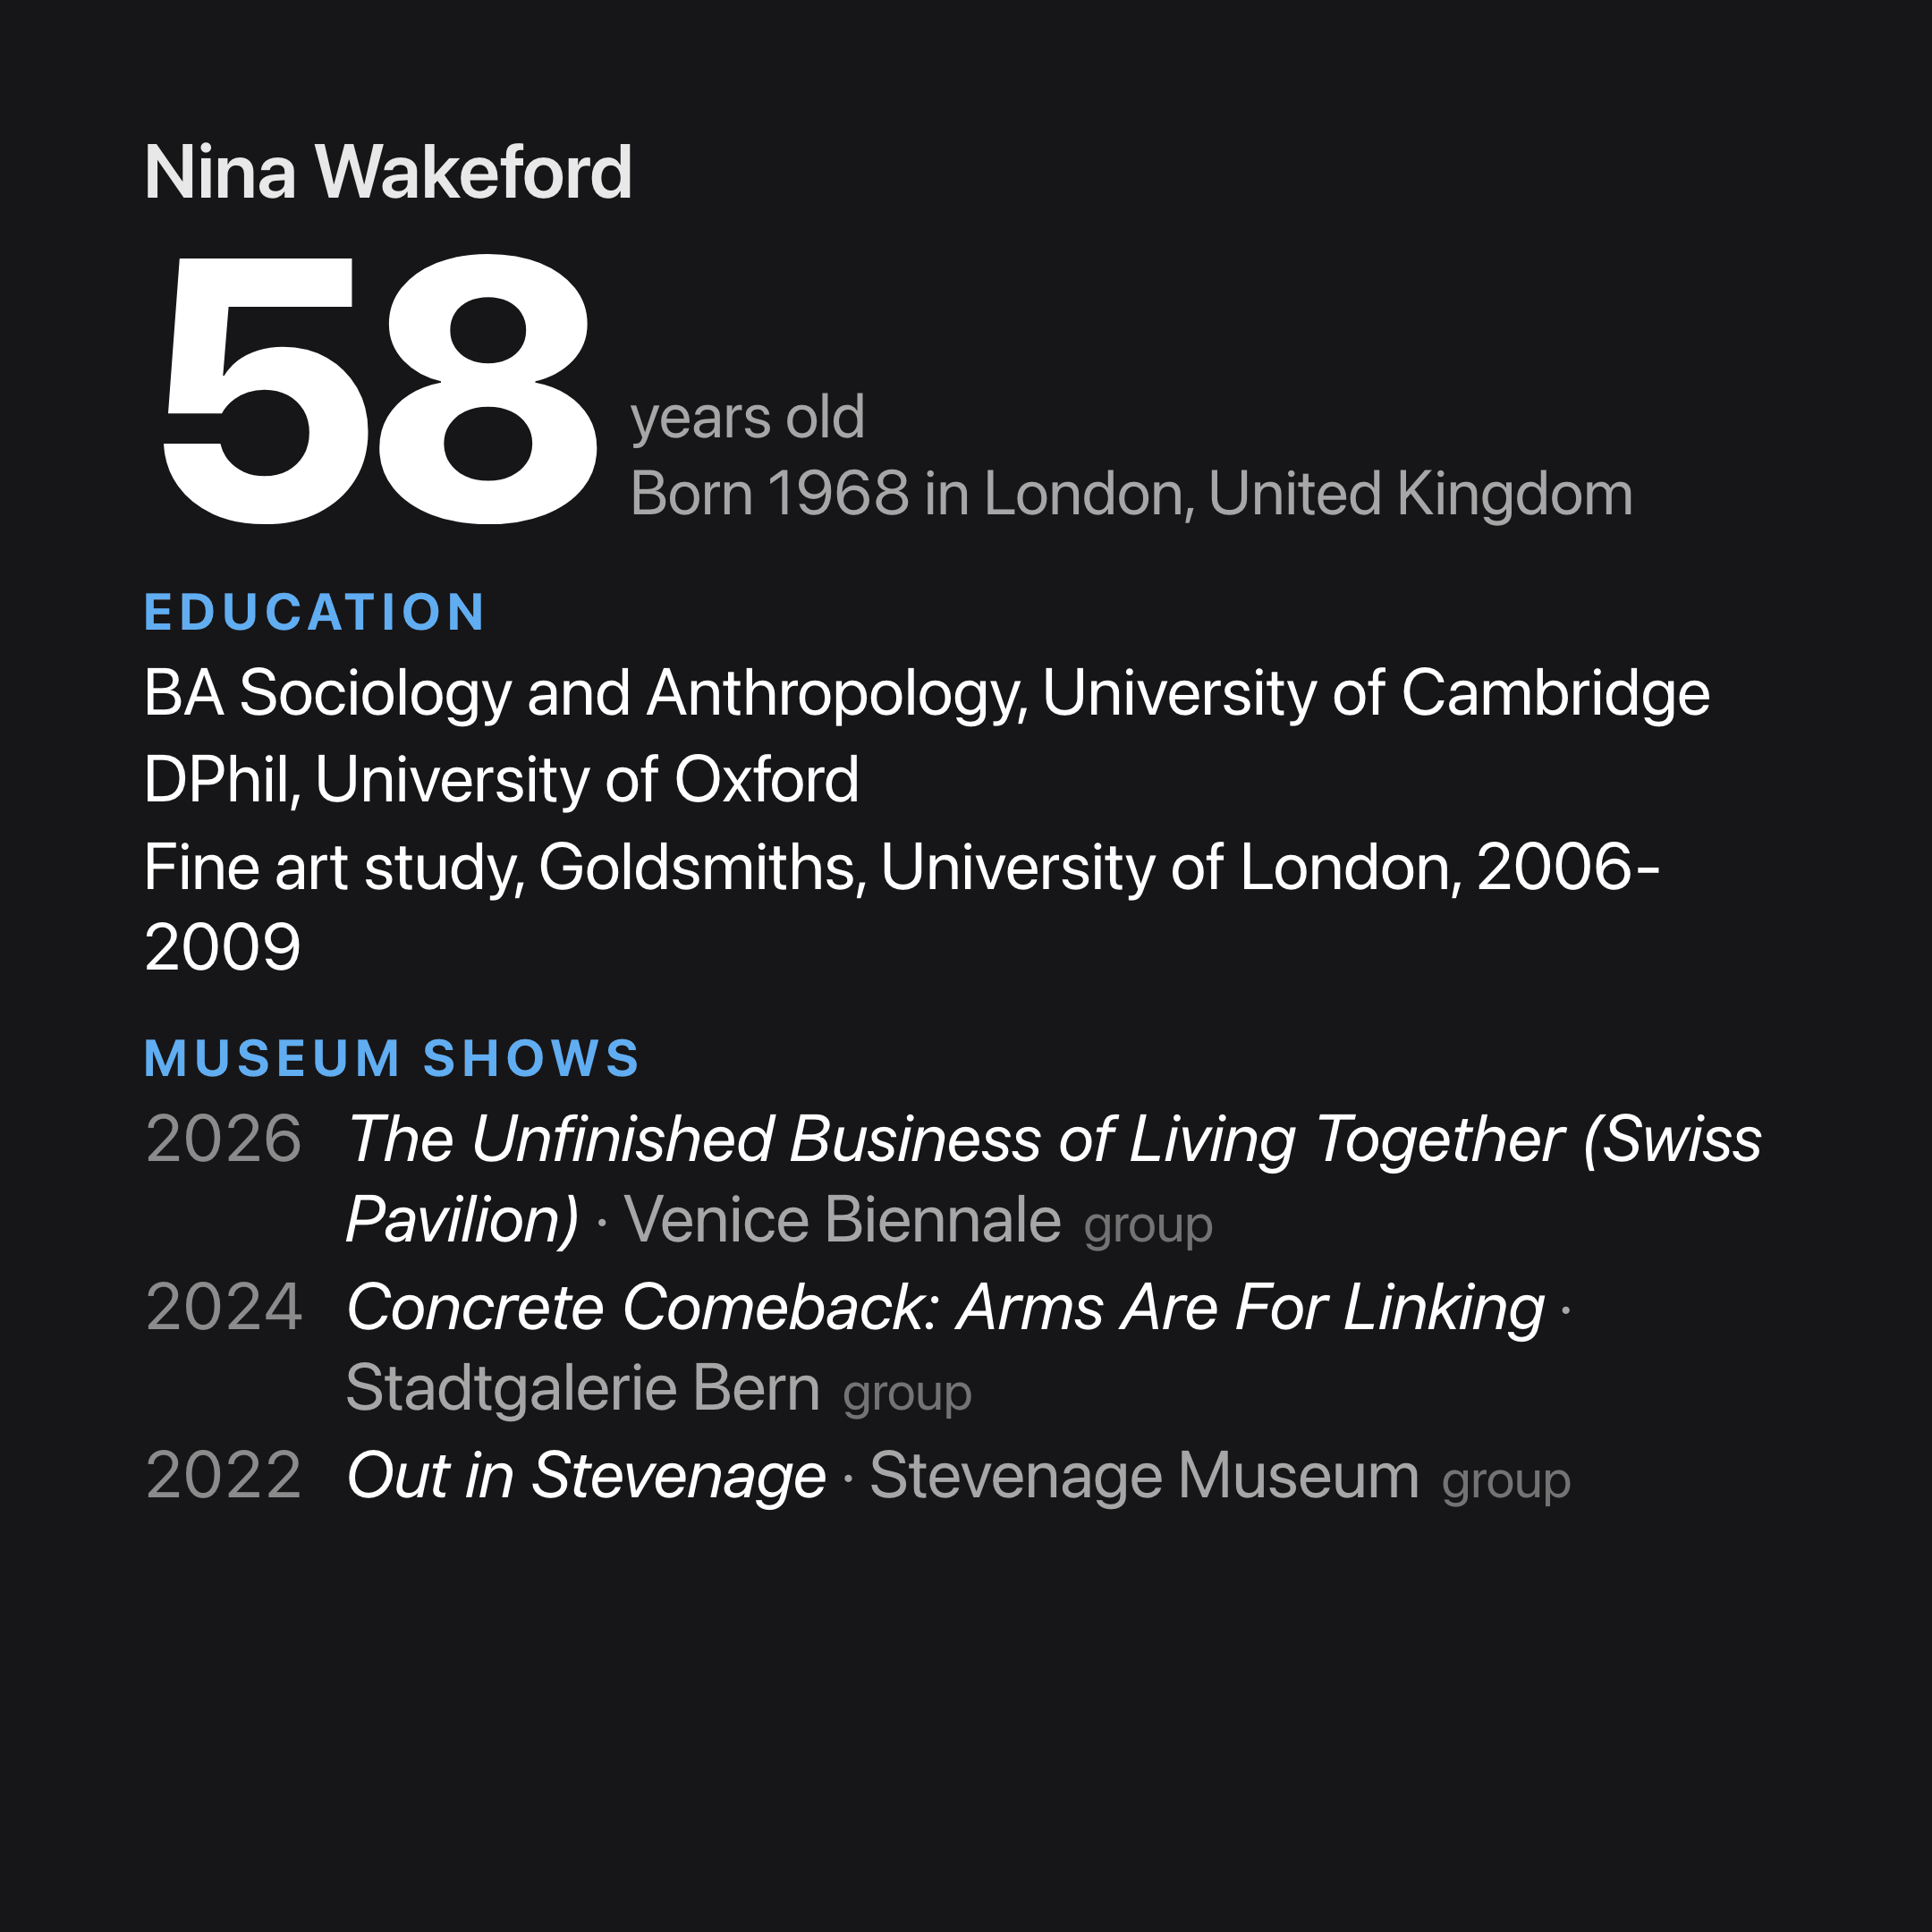 Nina Wakeford
58
years old
Born 1968 in London, United Kingdom
EDUCATION
BA Sociology and Anthropology, University of Cambridge
DPhil, University of Oxford
Fine art study, Goldsmiths, University of London, 2006-
2009
MUSEUM SHOWS
2026 The Unfinished Business of Living Together (Swiss
Pavilion) · Venice Biennale group
2024 Concrete Comeback: Arms Are For Linking ·
Stadtgalerie Bern group
2022 Out in Stevenage · Stevenage Museum group